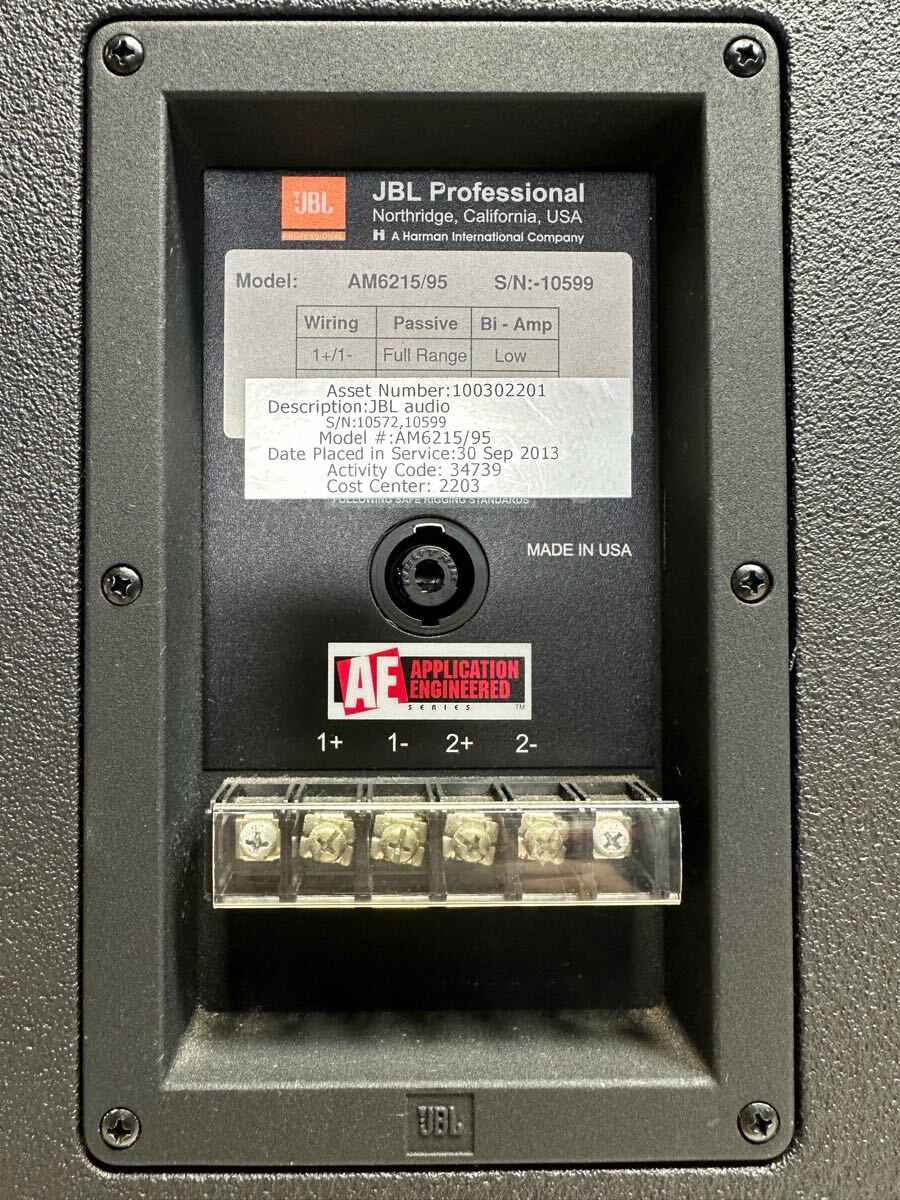 JBL
PROFESSIONAL
JBL Professional
Northridge, California, USA
H A Harman International Company
Model: AM6215/95 S/N:-10599
Wiring Passive Bi - Amp
1+/1- Full Range Low
Asset Number:100302201
Description:JBL audio
S/N:10572,10599
Model #:AM6215/95
Date Placed in Service:30 Sep 2013
Activity Code: 34739
Cost Center: 2203
FOLLOWING SAFE RIGGING STANDARDS
NEUTRIK
MADE IN USA
AE APPLICATION
ENGINEERED
SERIES TM
1+ 1- 2+ 2-
JBL